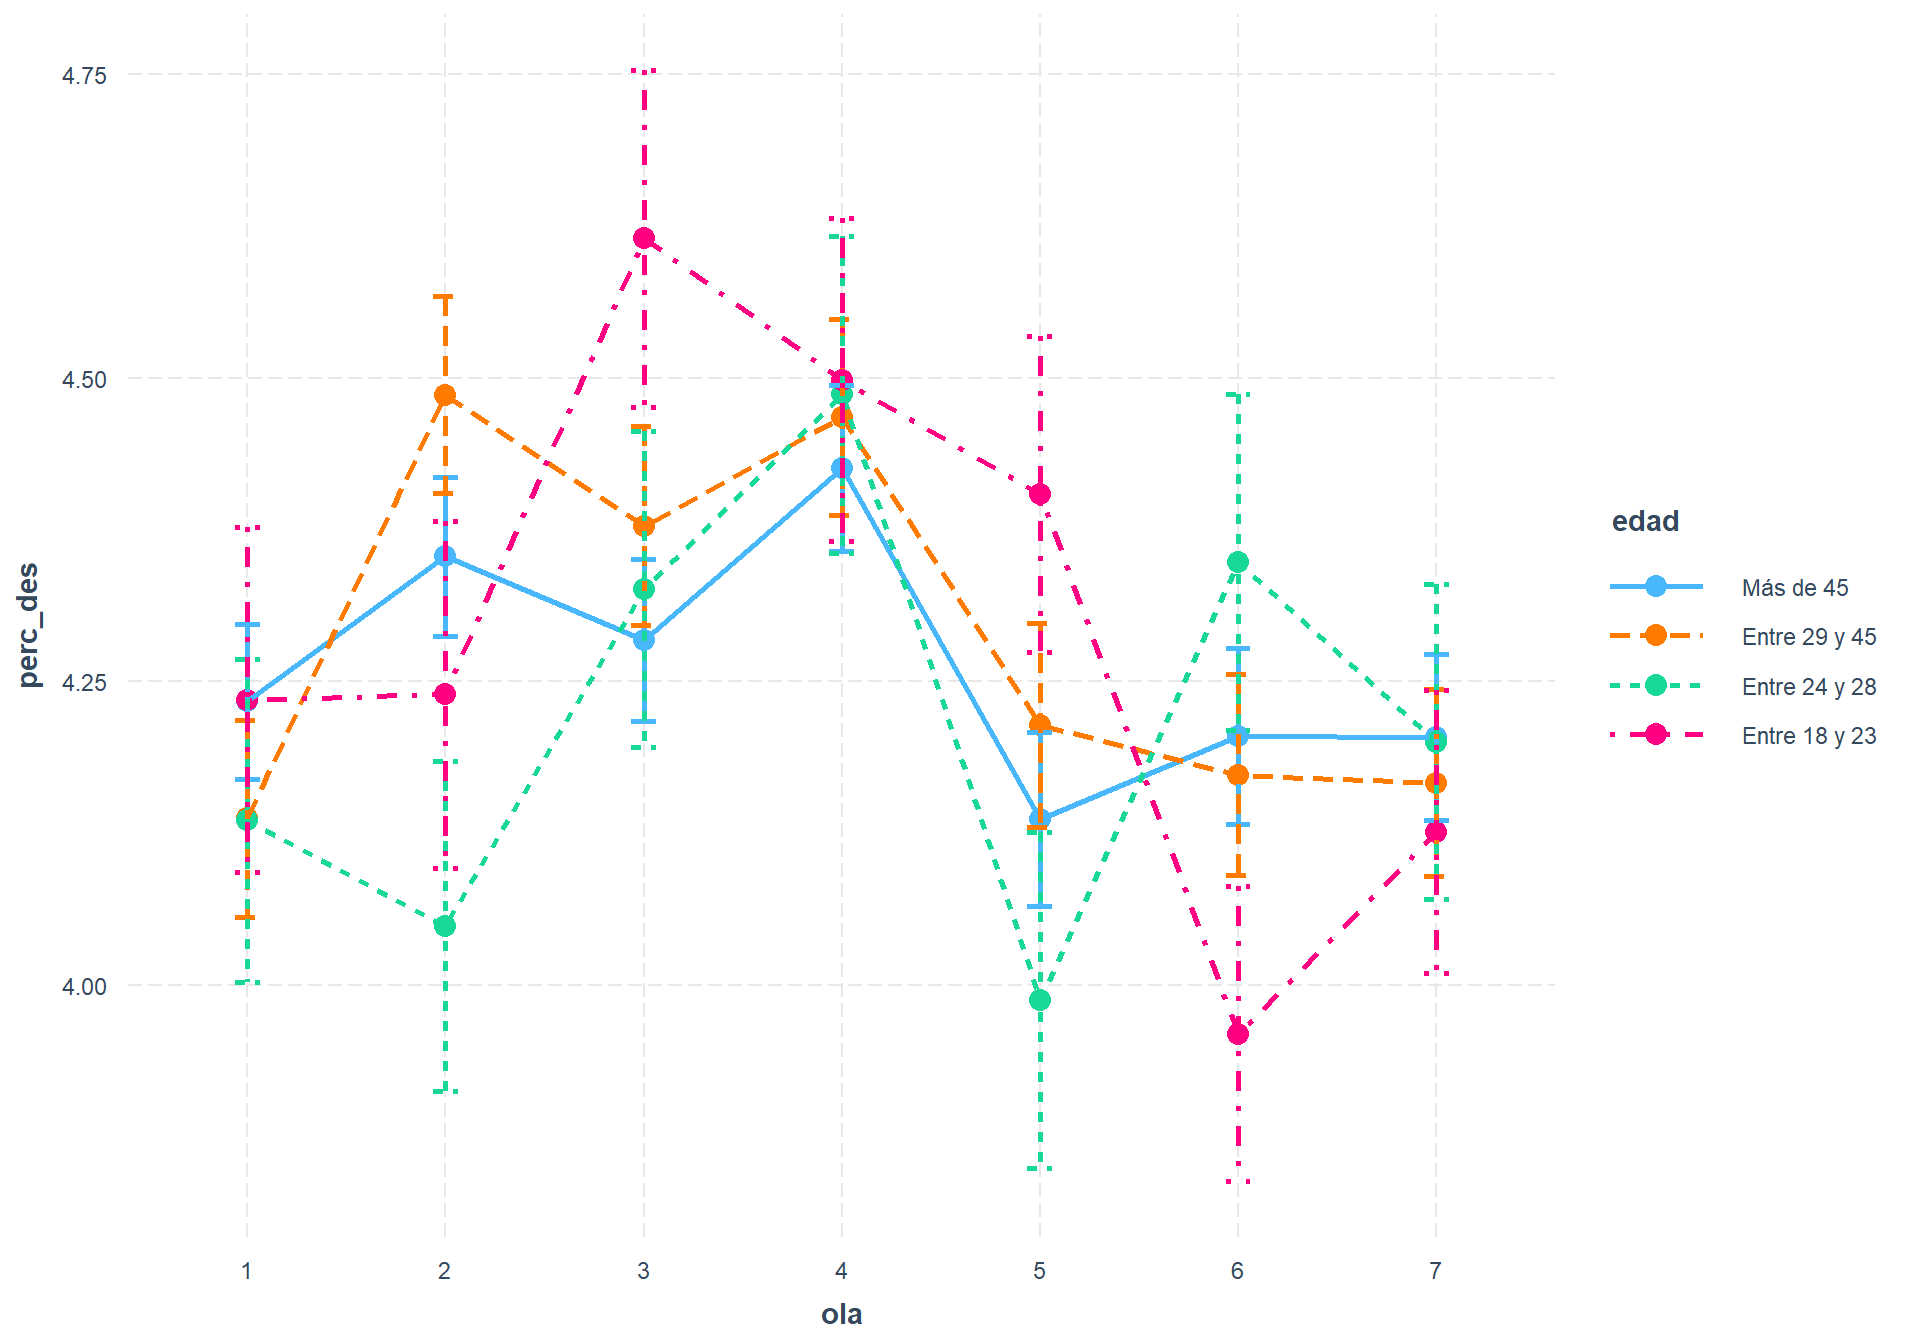 4.75
4.50
4.25
4.00
perc_des
1 2 3 4 5 6 7
ola
edad
Más de 45
Entre 29 y 45
Entre 24 y 28
Entre 18 y 23